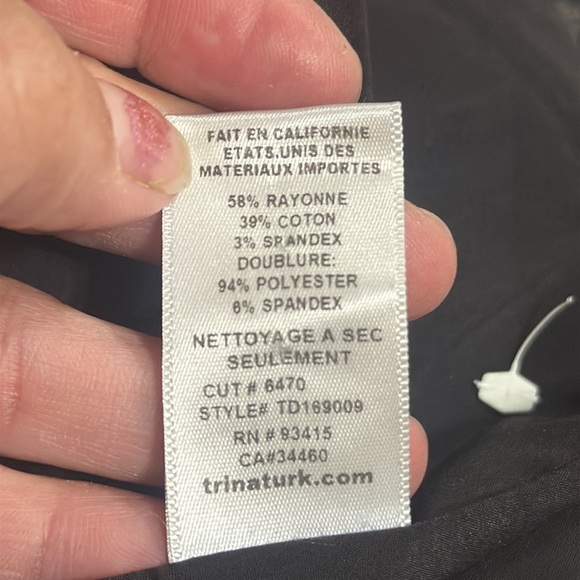 FAIT EN CALIFORNIE
ETATS.UNIS DES
MATERIAUX IMPORTES
58% RAYONNE
39% COTON
3% SPANDEX
DOUBLURE:
94% POLYESTER
6% SPANDEX
NETTOYAGE A SEC
SEULEMENT
CUT # 6470
STYLE# TD169009
RN # 93415
CA#34460
trinaturk.com